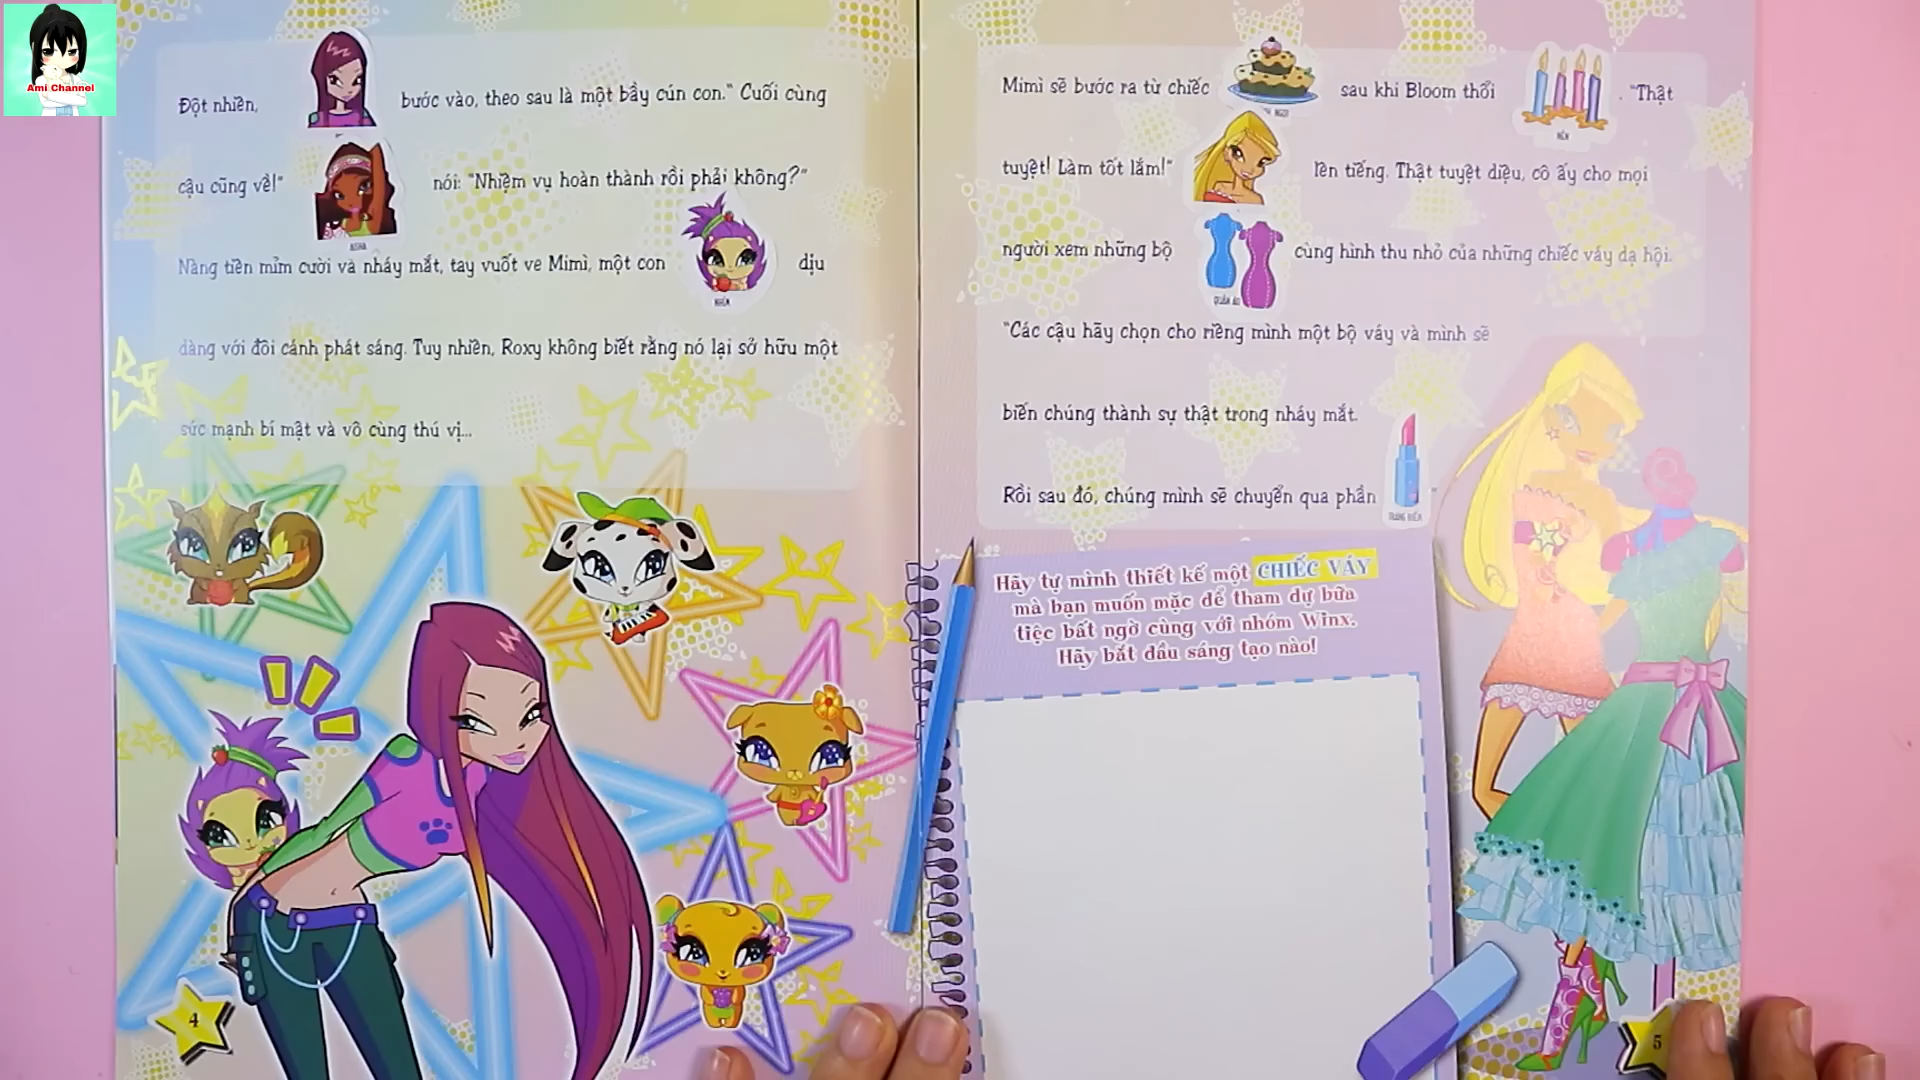 Ami Channel
Đột nhiên, bước vào, theo sau là một bầy cún con." Cuối cùng
cậu cũng về!" nói: "Nhiệm vụ hoàn thành rồi phải không?"
AISHA
Nàng tiên mỉm cười và nháy mắt, tay vuốt ve Mimì, một con dịu
NHÍM
dàng với đôi cánh phát sáng. Tuy nhiên, Roxy không biết rằng nó lại sở hữu một
sức mạnh bí mật và vô cùng thú vị...
4
Mimì sẽ bước ra từ chiếc sau khi Bloom thổi . "Thật
NGỌT
NẾN
tuyệt! Làm tốt lắm!" lên tiếng. Thật tuyệt diệu, cô ấy cho mọi
người xem những bộ cùng hình thu nhỏ của những chiếc váy dạ hội.
QUẦN ÁO
"Các cậu hãy chọn cho riêng mình một bộ váy và mình sẽ
biến chúng thành sự thật trong nháy mắt.
Rồi sau đó, chúng mình sẽ chuyển qua phần "
TRANG ĐIỂM
Hãy tự mình thiết kế một CHIẾC VÁY
mà bạn muốn mặc để tham dự bữa
tiệc bất ngờ cùng với nhóm Winx.
Hãy bắt đầu sáng tạo nào!
5